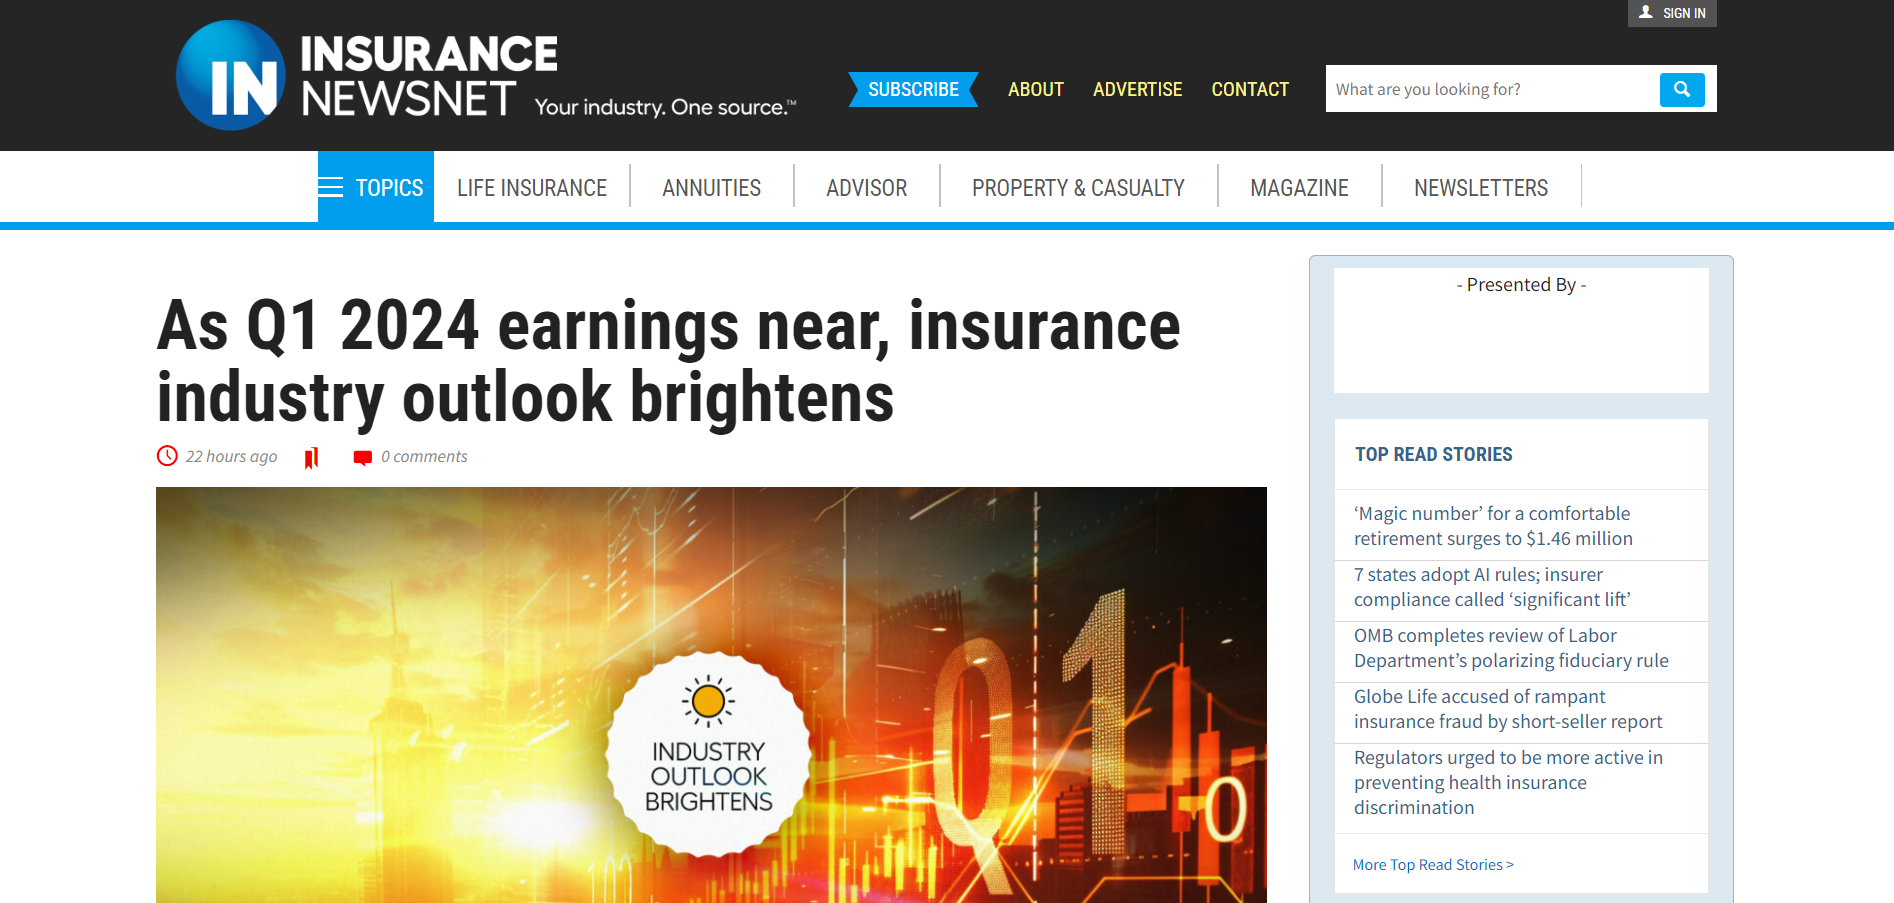 SIGN IN
IN
INSURANCE
NEWSNET
Your industry. One source.™
SUBSCRIBE
ABOUT
ADVERTISE
CONTACT
What are you looking for?
TOPICS
LIFE INSURANCE
ANNUITIES
ADVISOR
PROPERTY & CASUALTY
MAGAZINE
NEWSLETTERS
As Q1 2024 earnings near, insurance
industry outlook brightens
22 hours ago
0 comments
INDUSTRY
OUTLOOK
BRIGHTENS
Q1
0
- Presented By -
TOP READ STORIES
‘Magic number’ for a comfortable
retirement surges to $1.46 million
7 states adopt AI rules; insurer
compliance called ‘significant lift’
OMB completes review of Labor
Department’s polarizing fiduciary rule
Globe Life accused of rampant
insurance fraud by short-seller report
Regulators urged to be more active in
preventing health insurance
discrimination
More Top Read Stories >